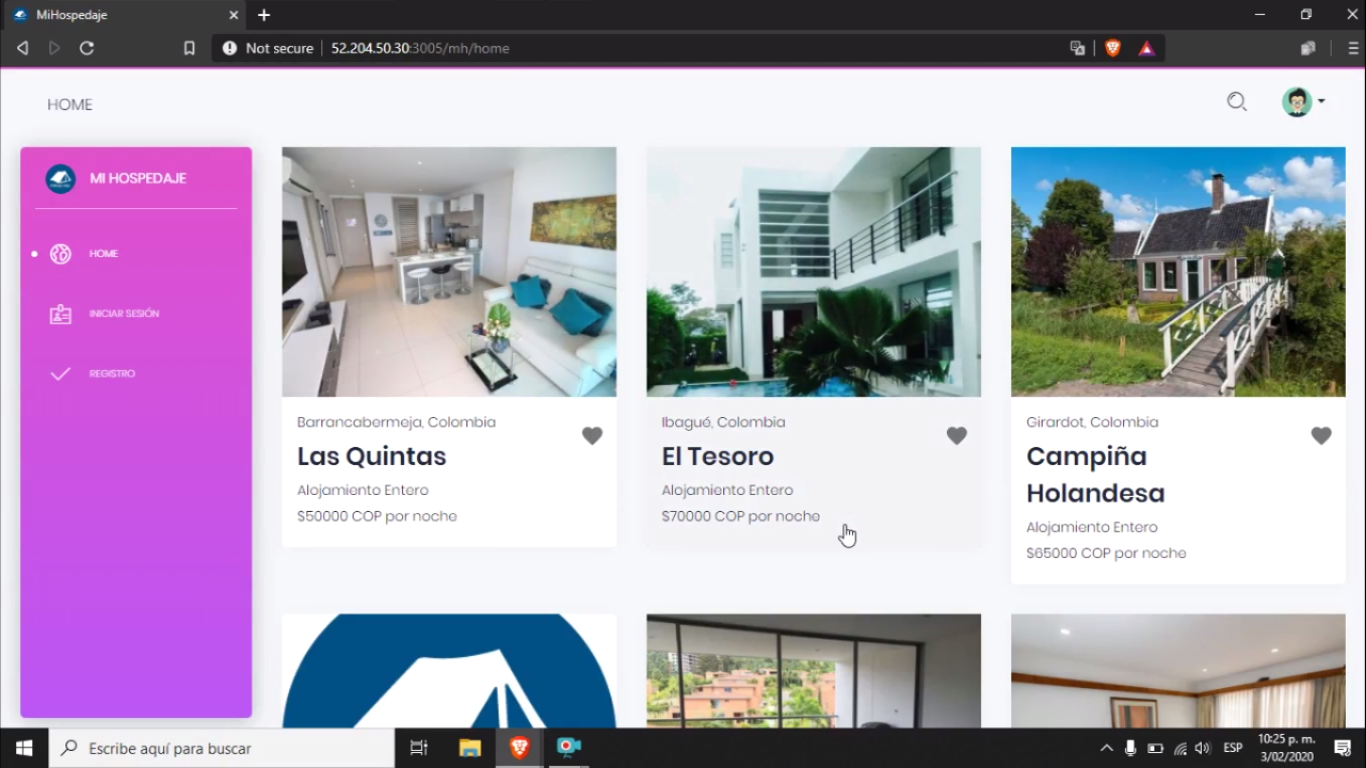 MiHospedaje
Not secure
52.204.50.30:3005/mh/home
HOME
MI HOSPEDAJE
HOME
INICIAR SESIÓN
REGISTRO
Barrancabermeja, Colombia
Las Quintas
Alojamiento Entero
$50000 COP por noche
Ibagué, Colombia
El Tesoro
Alojamiento Entero
$70000 COP por noche
Girardot, Colombia
Campiña
Holandesa
Alojamiento Entero
$65000 COP por noche
Escribe aquí para buscar
ESP
10:25 p. m.
3/02/2020